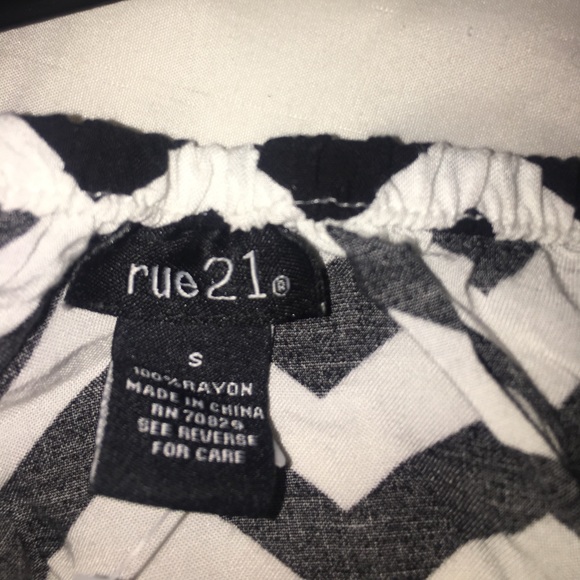 rue21®
S
100% RAYON
MADE IN CHINA
RN 70829
SEE REVERSE
FOR CARE